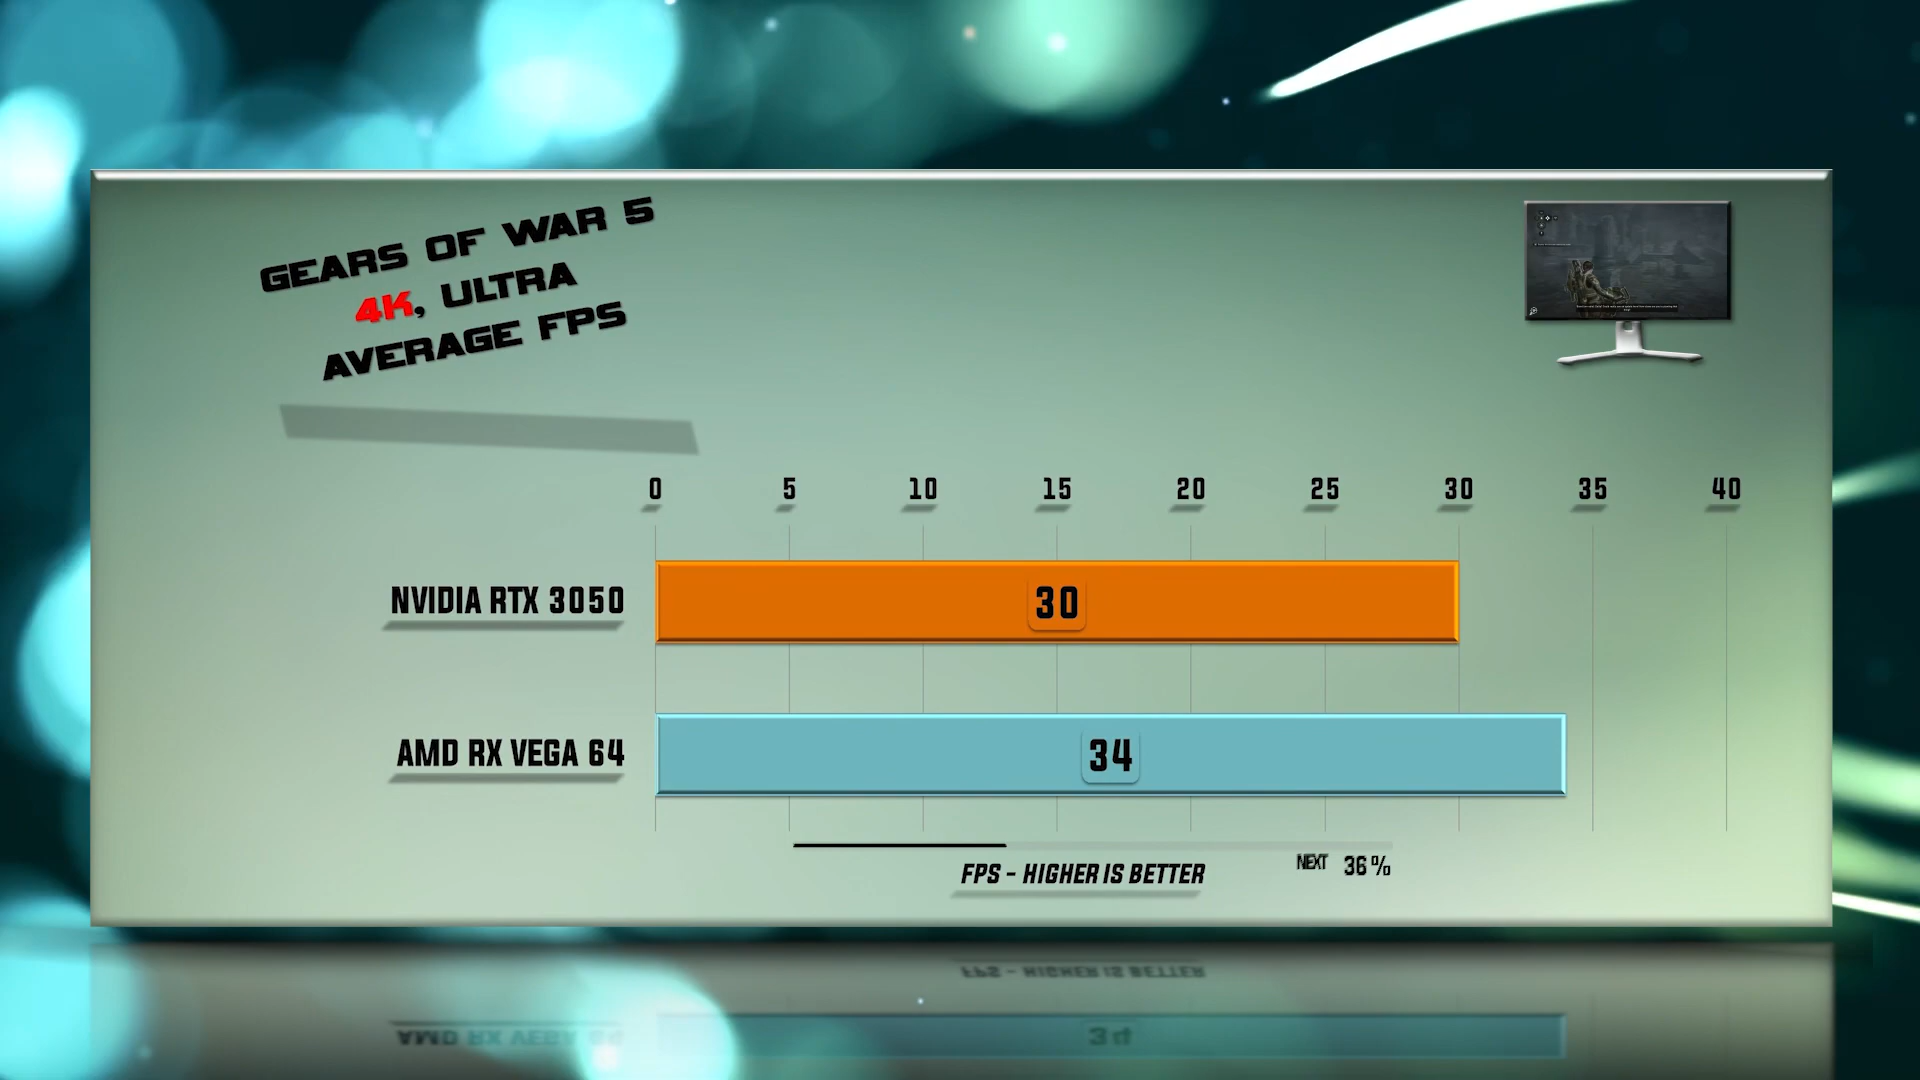 GEARS OF WAR 5
4K, ULTRA
AVERAGE FPS
0 5 10 15 20 25 30 35 40
NVIDIA RTX 3050 30
AMD RX VEGA 64 34
FPS - HIGHER IS BETTER
NEXT 36%